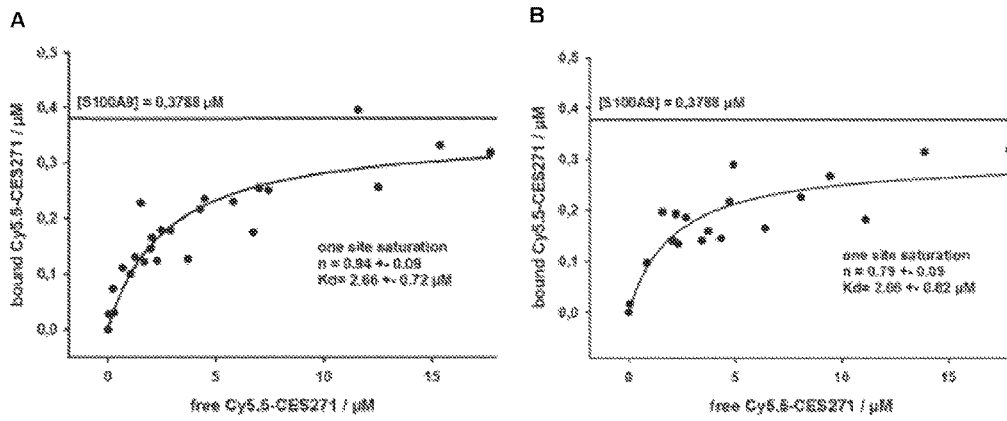 A
0,5
0,4
0,3
0,2
0,1
0,0
bound Cy5.5-CES271 / µM
[S100A9] = 0,3788 µM
one site saturation
n = 0.94 +- 0.09
Kd= 2.66 +- 0.72 µM
0
5
10
15
free Cy5.5-CES271 / µM
B
0,5
0,4
0,3
0,2
0,1
0,0
bound Cy5.5-CES271 / µM
[S100A9] = 0,3788 µM
one site saturation
n = 0.79 +- 0.09
Kd= 2.06 +- 0.82 µM
0
5
10
15
free Cy5.5-CES271 / µM